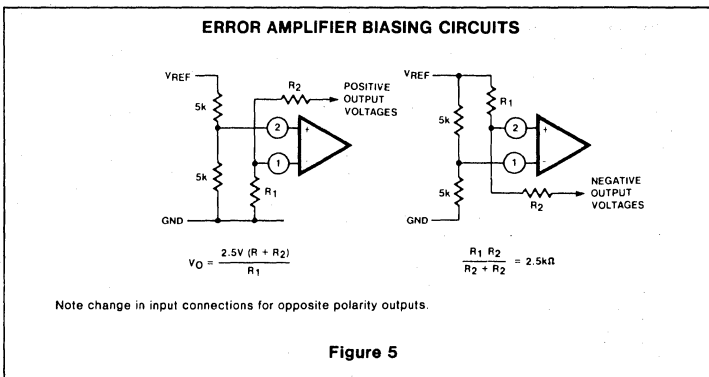 ERROR AMPLIFIER BIASING CIRCUITS
VREF
5k
5k
GND
R2
POSITIVE
OUTPUT
VOLTAGES
2
1
+
-
R1
VO = 2.5V (R + R2) / R1
VREF
R1
5k
5k
GND
2
1
+
-
R2
NEGATIVE
OUTPUT
VOLTAGES
R1 R2 / R2 + R2 = 2.5kΩ
Note change in input connections for opposite polarity outputs.
Figure 5